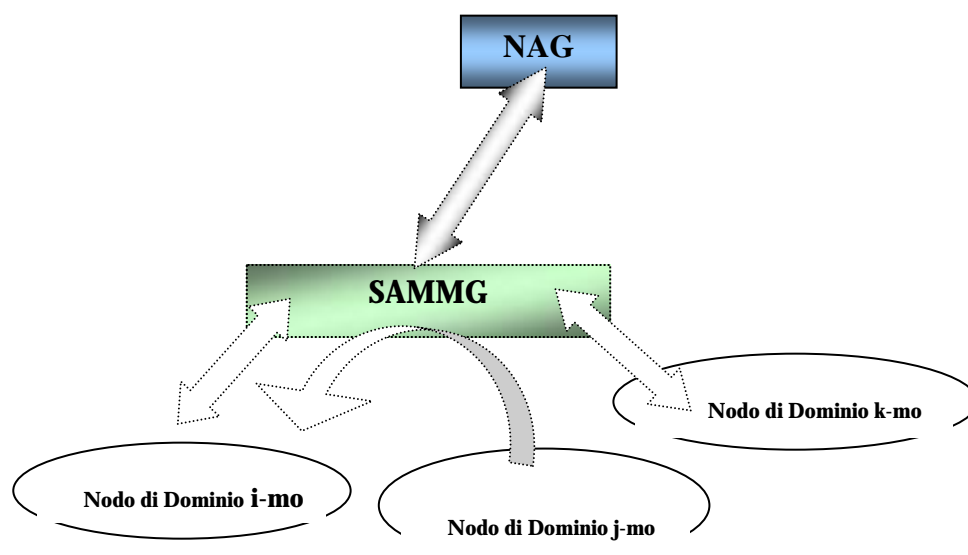 NAG
SAMMG
Nodo di Dominio k-mo
Nodo di Dominio i-mo
Nodo di Dominio j-mo